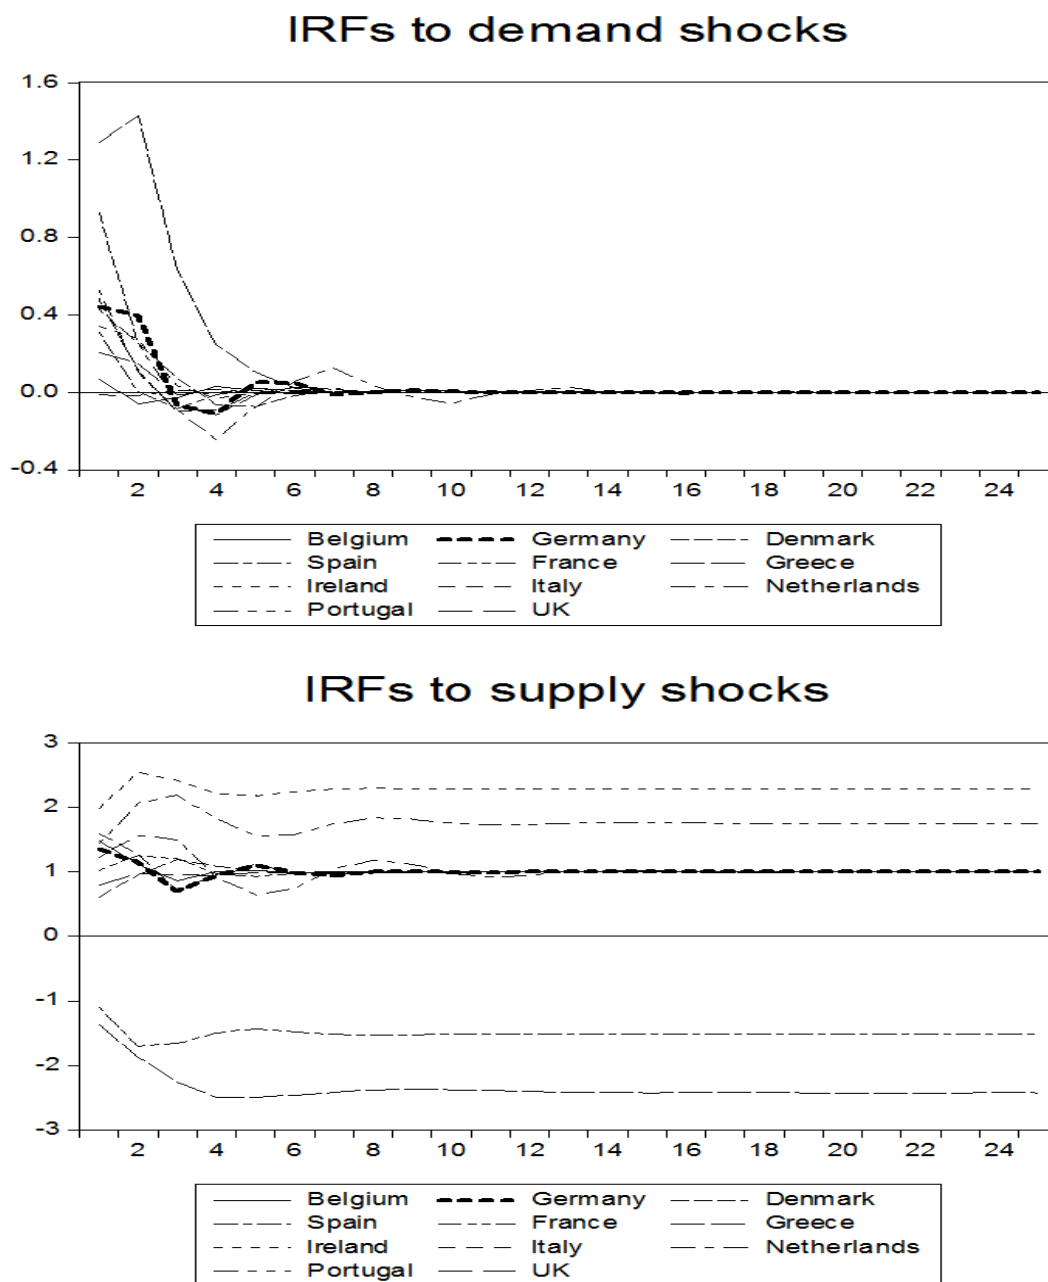 IRFs to demand shocks
1.6
1.2
0.8
0.4
0.0
-0.4
2 4 6 8 10 12 14 16 18 20 22 24
Belgium Germany Denmark
Spain France Greece
Ireland Italy Netherlands
Portugal UK
IRFs to supply shocks
3
2
1
0
-1
-2
-3
2 4 6 8 10 12 14 16 18 20 22 24
Belgium Germany Denmark
Spain France Greece
Ireland Italy Netherlands
Portugal UK